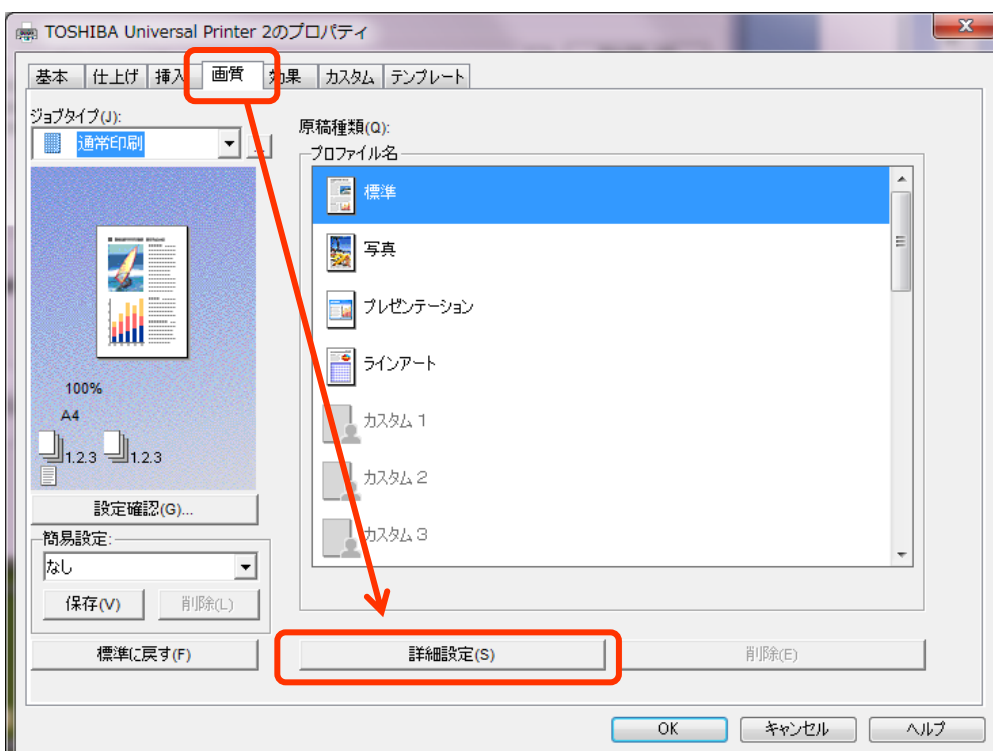 TOSHIBA Universal Printer 2のプロパティ
基本 仕上げ 挿入 画質 効果 カスタム テンプレート
ジョブタイプ(J):
通常印刷
100%
A4
1.2.3 1.2.3
設定確認(G)...
簡易設定:
なし
保存(V) 削除(L)
標準に戻す(F)
原稿種類(Q):
プロファイル名
標準
写真
プレゼンテーション
ラインアート
カスタム 1
カスタム 2
カスタム 3
詳細設定(S) 削除(E)
OK キャンセル ヘルプ